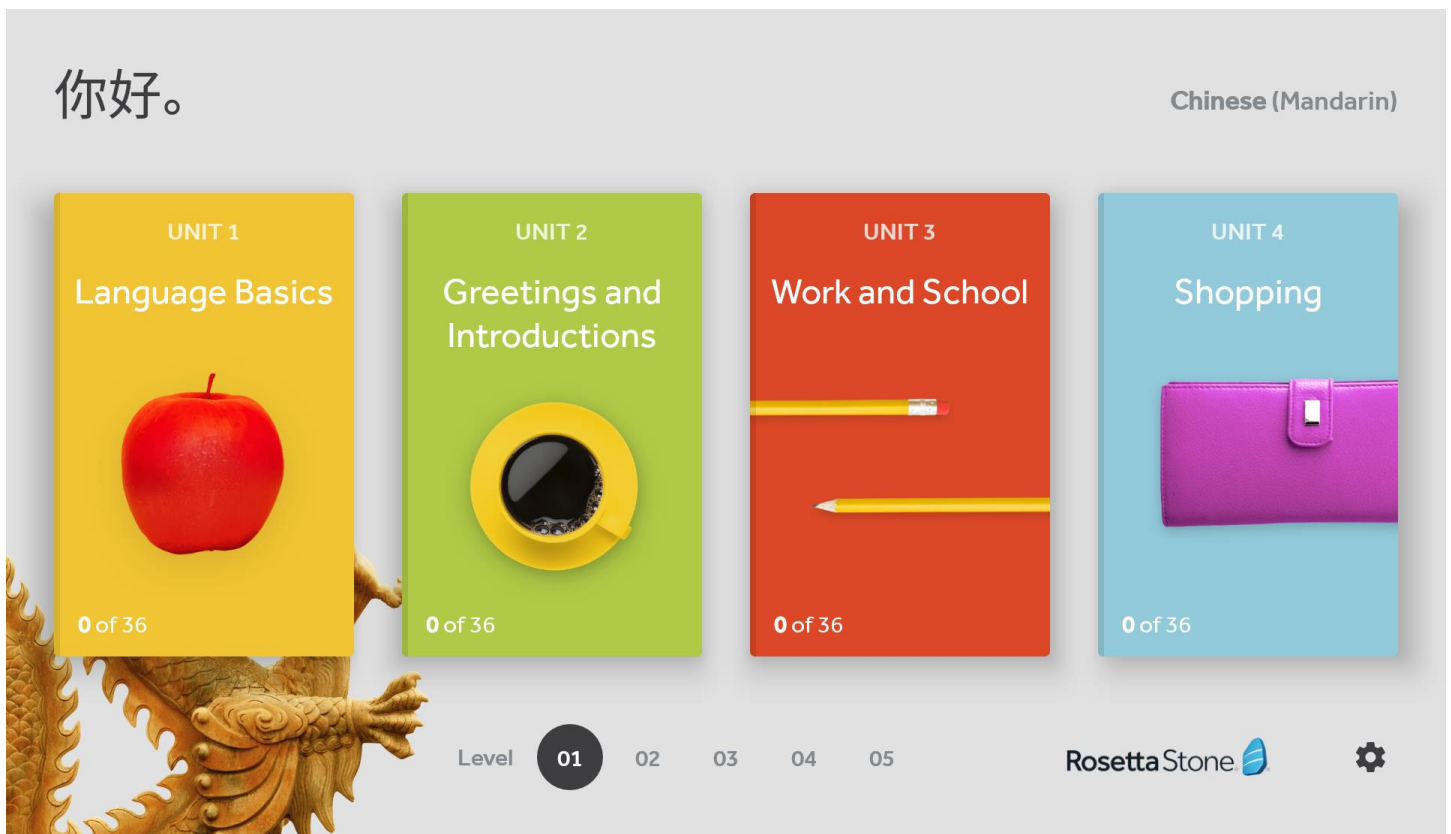 你好。
Chinese (Mandarin)
UNIT 1
Language Basics
0 of 36
UNIT 2
Greetings and
Introductions
0 of 36
UNIT 3
Work and School
0 of 36
UNIT 4
Shopping
0 of 36
Level 01 02 03 04 05
RosettaStone